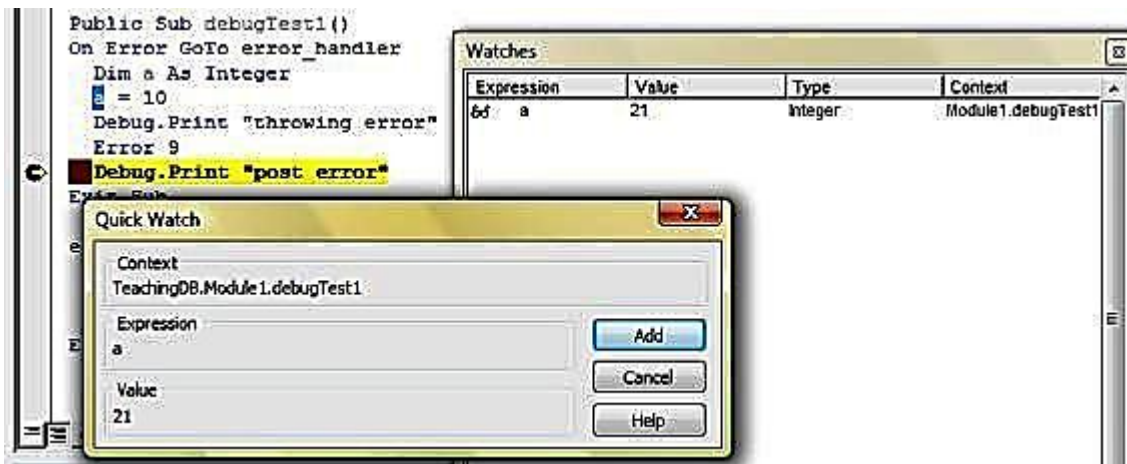 Public Sub debugTest1()
On Error GoTo error_handler
Dim a As Integer
a = 10
Debug.Print "throwing error"
Error 9
Debug.Print "post error"
Exit Sub
Watches
Expression Value Type Context
a 21 Integer Module1.debugTest1
Quick Watch
Context
TeachingDB.Module1.debugTest1
Expression
a
Value
21
Add
Cancel
Help